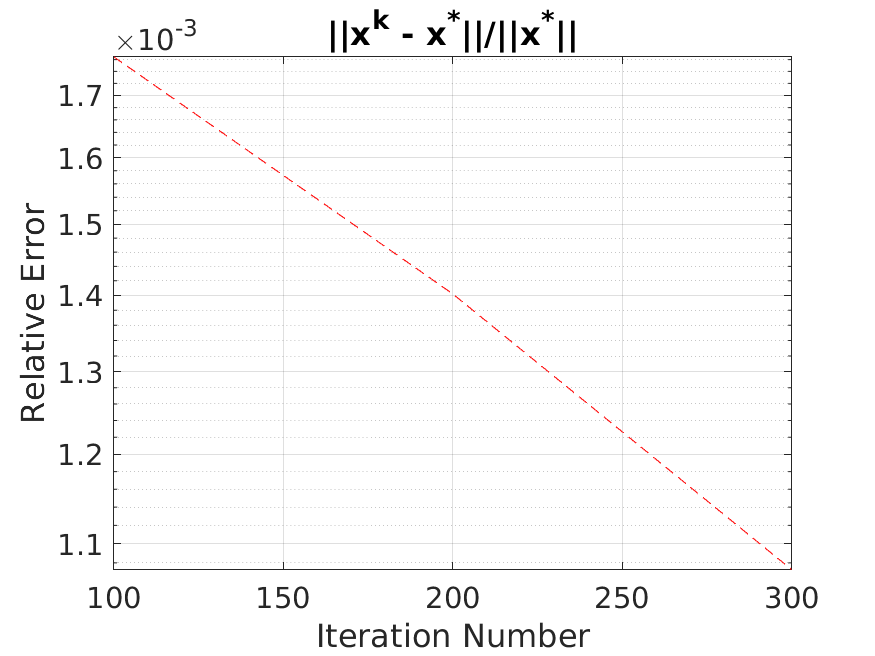 ||x^k - x^*||/||x^*||
×10^-3
1.7
1.6
1.5
1.4
1.3
1.2
1.1
Relative Error
100 150 200 250 300
Iteration Number